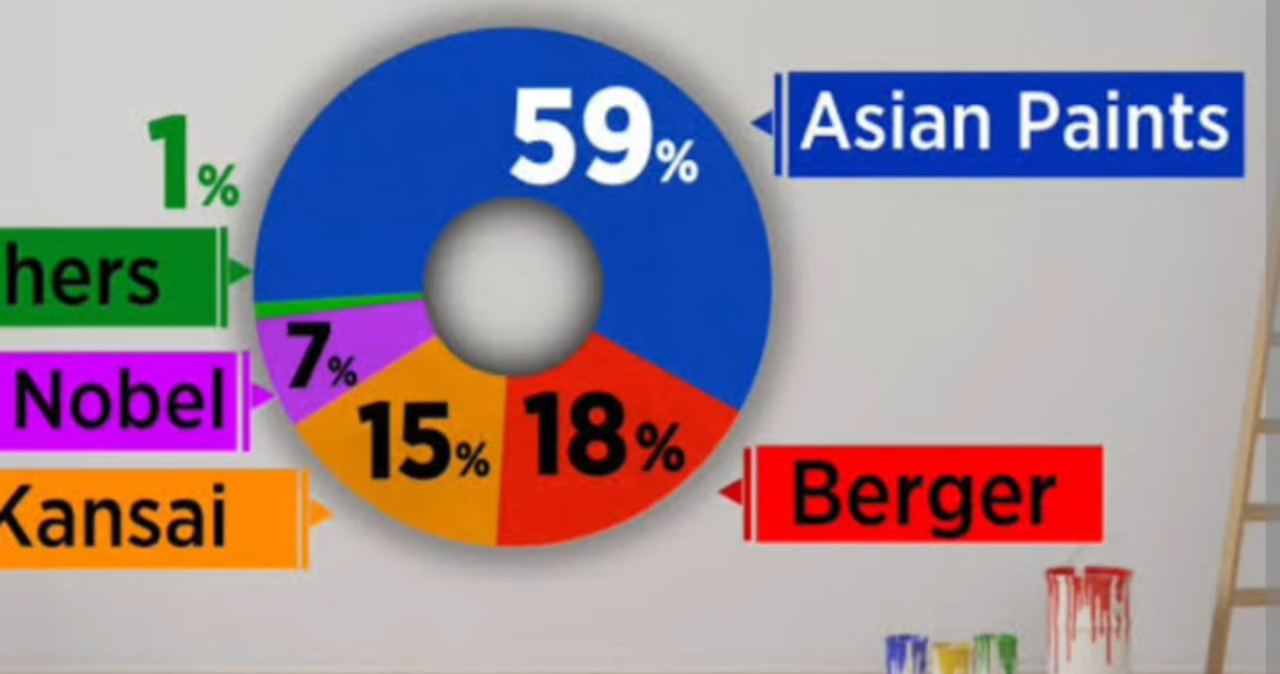 59%
Asian Paints
1%
hers
7%
Nobel
15%
18%
Kansai
Berger